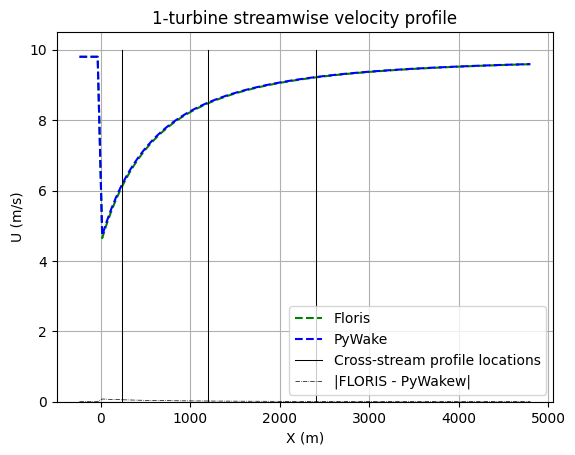 1-turbine streamwise velocity profile
10
8
6
4
2
0
U (m/s)
Floris
PyWake
Cross-stream profile locations
|FLORIS - PyWakew|
0 1000 2000 3000 4000 5000
X (m)